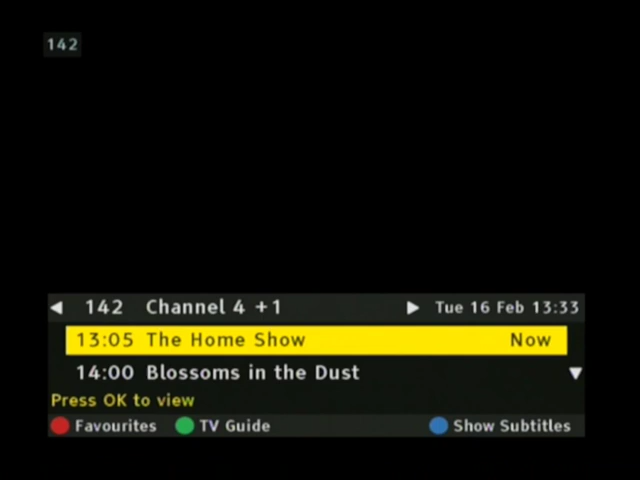 142
142 Channel 4 +1 Tue 16 Feb 13:33
13:05 The Home Show Now
14:00 Blossoms in the Dust
Press OK to view
Favourites TV Guide Show Subtitles